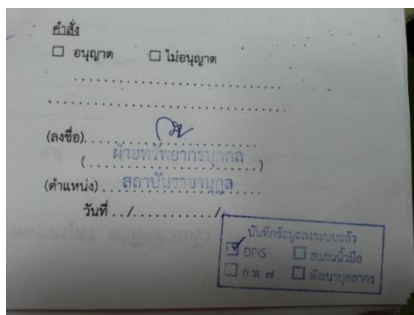 คำสั่ง
☐ อนุญาต ☐ ไม่อนุญาต
(ลงชื่อ)
(ฝ่ายทรัพยากรบุคคล)
(ตำแหน่ง) สถาบันราชานุกูล
วันที่ ../............/..
บันทึกข้อมูลลงระบบแล้ว
☑ DPIS ☐ สแกนนิ้วมือ
☐ ก.พ. ๗ ☐ พัฒนาบุคลากร